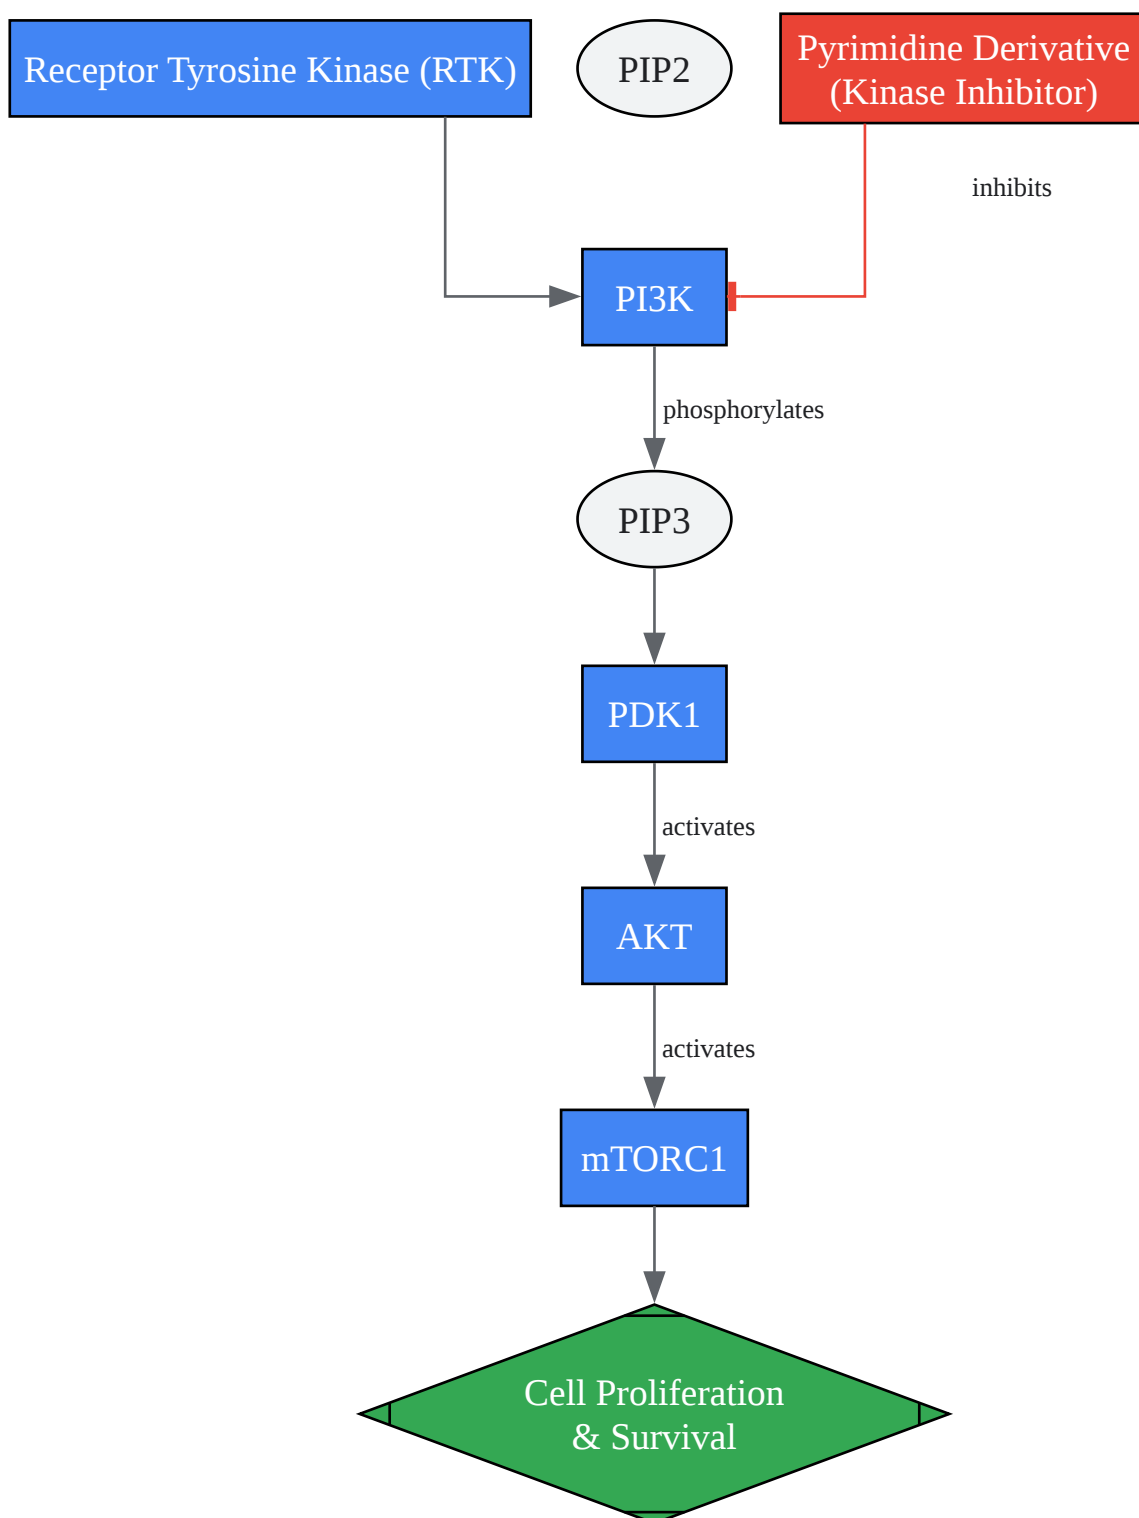 Receptor Tyrosine Kinase (RTK)
PIP2
Pyrimidine Derivative
(Kinase Inhibitor)
inhibits
PI3K
phosphorylates
PIP3
PDK1
activates
AKT
activates
mTORC1
Cell Proliferation
& Survival